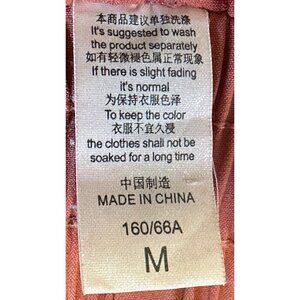 本商品建议单独洗涤
It's suggested to wash
the product separately
如有轻微褪色属正常现象
If there is slight fading
it's normal
为保持衣服色泽
To keep the color
衣服不宜久浸
the clothes shall not be
soaked for a long time
中国制造
MADE IN CHINA
160/66A
M